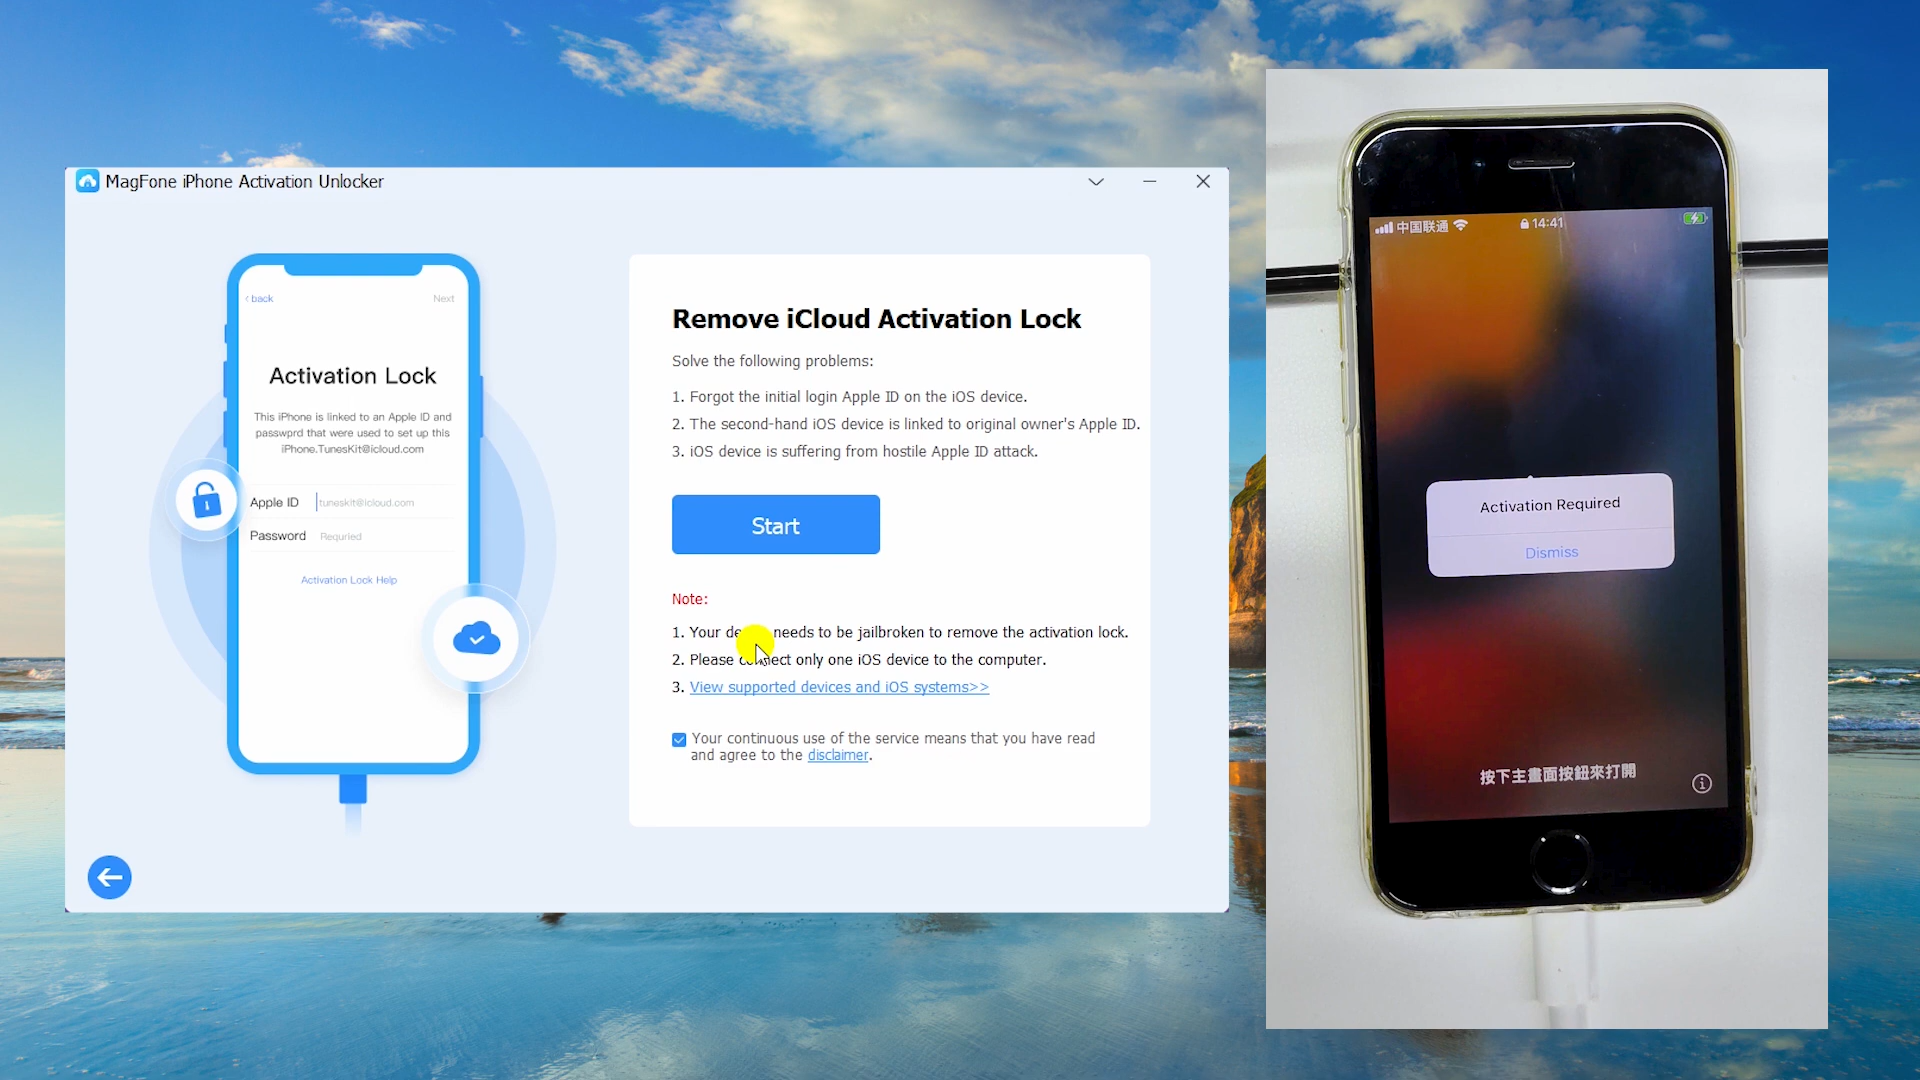 MagFone iPhone Activation Unlocker
back
Next
Activation Lock
This iPhone is linked to an Apple ID and
passwprd that were used to set up this
iPhone.TunesKit@icloud.com
Apple ID
tuneskit@icloud.com
Password
Requried
Activation Lock Help
Remove iCloud Activation Lock
Solve the following problems:
1. Forgot the initial login Apple ID on the iOS device.
2. The second-hand iOS device is linked to original owner's Apple ID.
3. iOS device is suffering from hostile Apple ID attack.
Start
Note:
1. Your needs to be jailbroken to remove the activation lock.
2. Please only one iOS device to the computer.
3. View supported devices and iOS systems>>
Your continuous use of the service means that you have read
and agree to the disclaimer.
中国联通
14:41
Activation Required
Dismiss
按下主畫面按鈕來打開